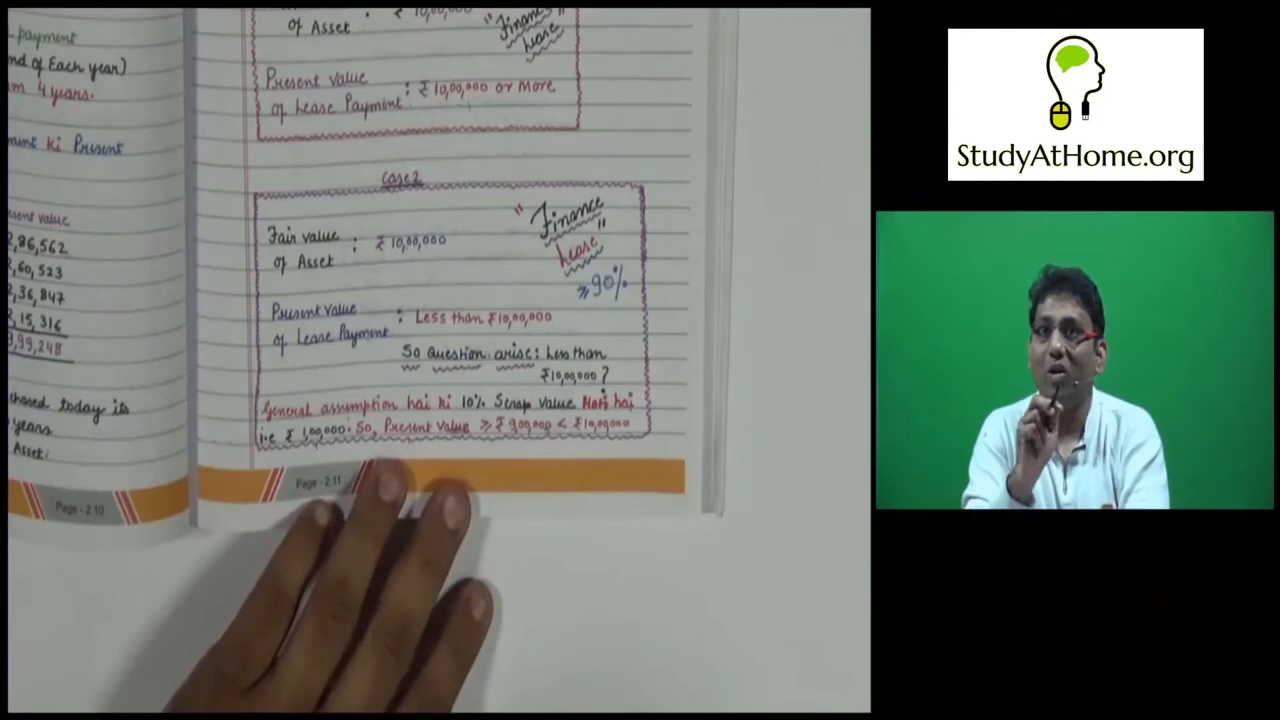 payment
nd of Each year)
m 4 years.
ment ki Present
sent value
2,86,562
2,60,523
2,36,847
2,15,316
9,99,248
chased today its
years
Asset.
Page - 2.10
of Asset : ₹ 10,00,000
"Finance
Lease"
Present value
of Lease Payment : ₹ 10,00,000 or More
Case 2
Fair value
of Asset : ₹ 10,00,000
"Finance
Lease"
≥90%
Present value
of Lease Payment : Less than ₹10,00,000
So Question arise: Less than
₹10,00,000?
General assumption hai ki 10% Scrap value hai
i.e ₹ 1,00,000. So, Present Value ≥ ₹ 9,00,000 < ₹10,00,000
Page - 2.11
StudyAtHome.org